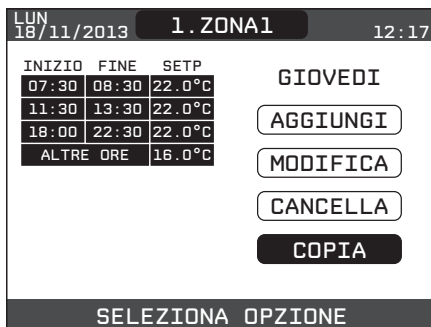 LUN
18/11/2013 1.ZONA1 12:17
INIZIO FINE SETP
07:30 08:30 22.0°C
11:30 13:30 22.0°C
18:00 22:30 22.0°C
ALTRE ORE 16.0°C
GIOVEDI
AGGIUNGI
MODIFICA
CANCELLA
COPIA
SELEZIONA OPZIONE